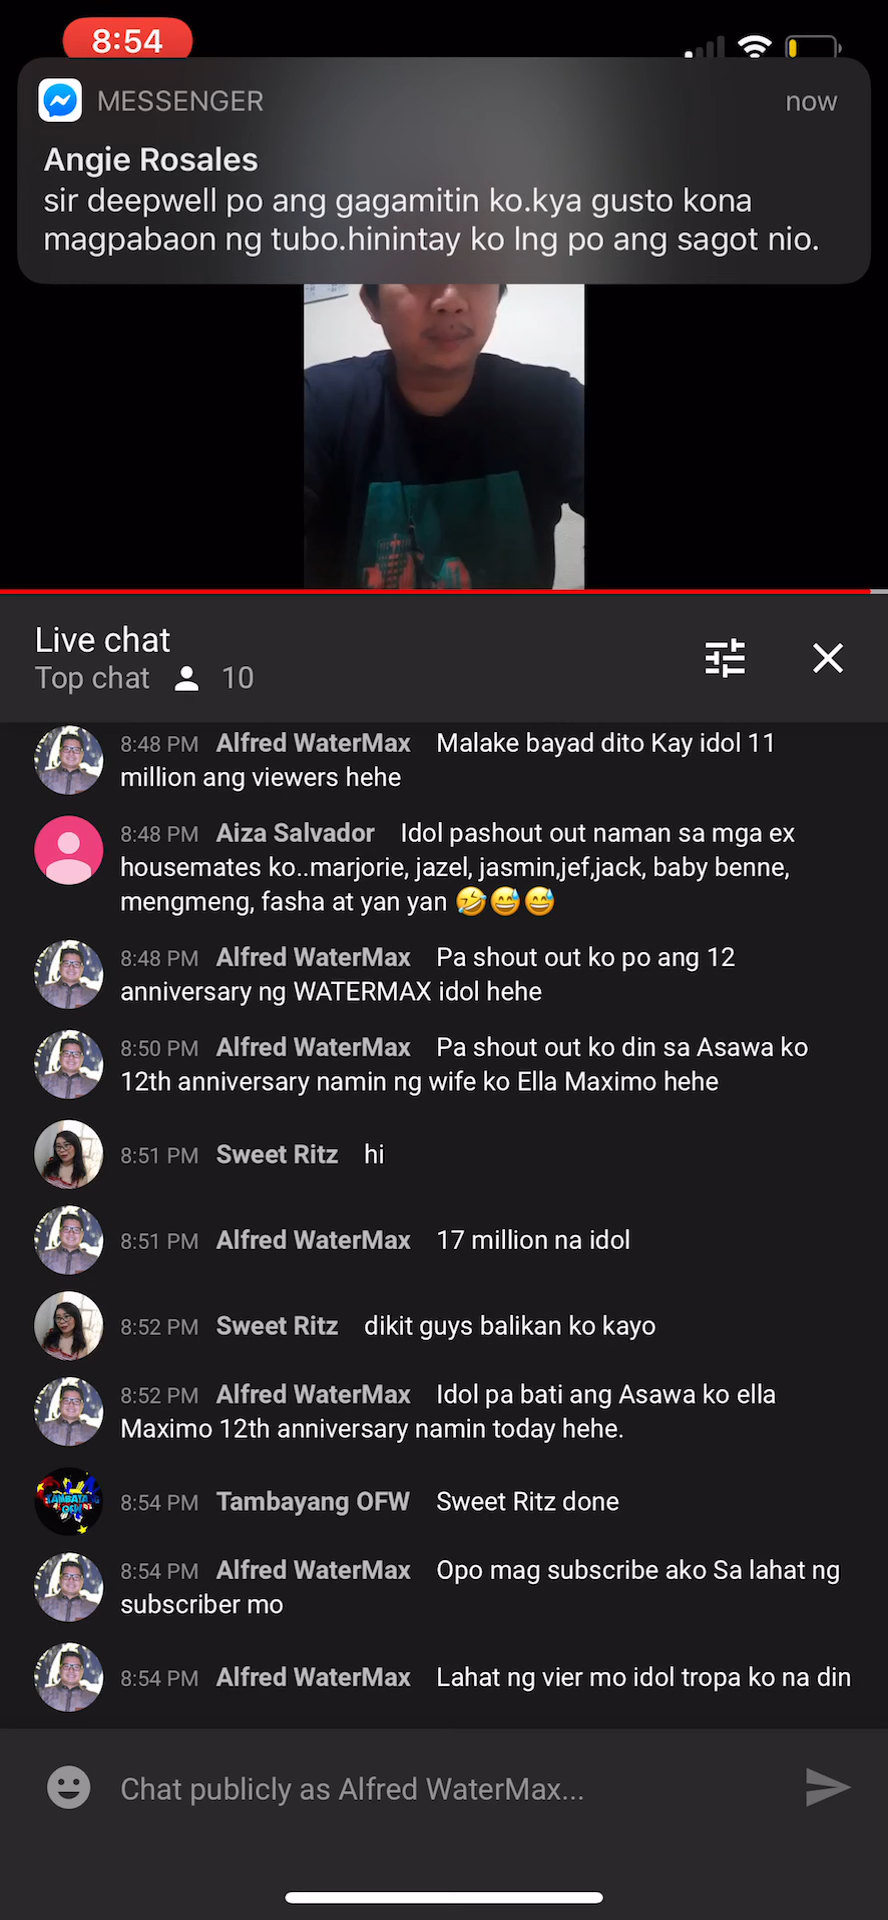 8:54
MESSENGER now
Angie Rosales
sir deepwell po ang gagamitin ko.kya gusto kona
magpabaon ng tubo.hinintay ko lng po ang sagot nio.
Live chat
Top chat 10
8:48 PM Alfred WaterMax Malake bayad dito Kay idol 11
million ang viewers hehe
8:48 PM Aiza Salvador Idol pashout out naman sa mga ex
housemates ko..marjorie, jazel, jasmin,jef,jack, baby benne,
mengmeng, fasha at yan yan 🤣😅😅
8:48 PM Alfred WaterMax Pa shout out ko po ang 12
anniversary ng WATERMAX idol hehe
8:50 PM Alfred WaterMax Pa shout out ko din sa Asawa ko
12th anniversary namin ng wife ko Ella Maximo hehe
8:51 PM Sweet Ritz hi
8:51 PM Alfred WaterMax 17 million na idol
8:52 PM Sweet Ritz dikit guys balikan ko kayo
8:52 PM Alfred WaterMax Idol pa bati ang Asawa ko ella
Maximo 12th anniversary namin today hehe.
TAMBAYANG
OFW
8:54 PM Tambayang OFW Sweet Ritz done
8:54 PM Alfred WaterMax Opo mag subscribe ako Sa lahat ng
subscriber mo
8:54 PM Alfred WaterMax Lahat ng vier mo idol tropa ko na din
Chat publicly as Alfred WaterMax...